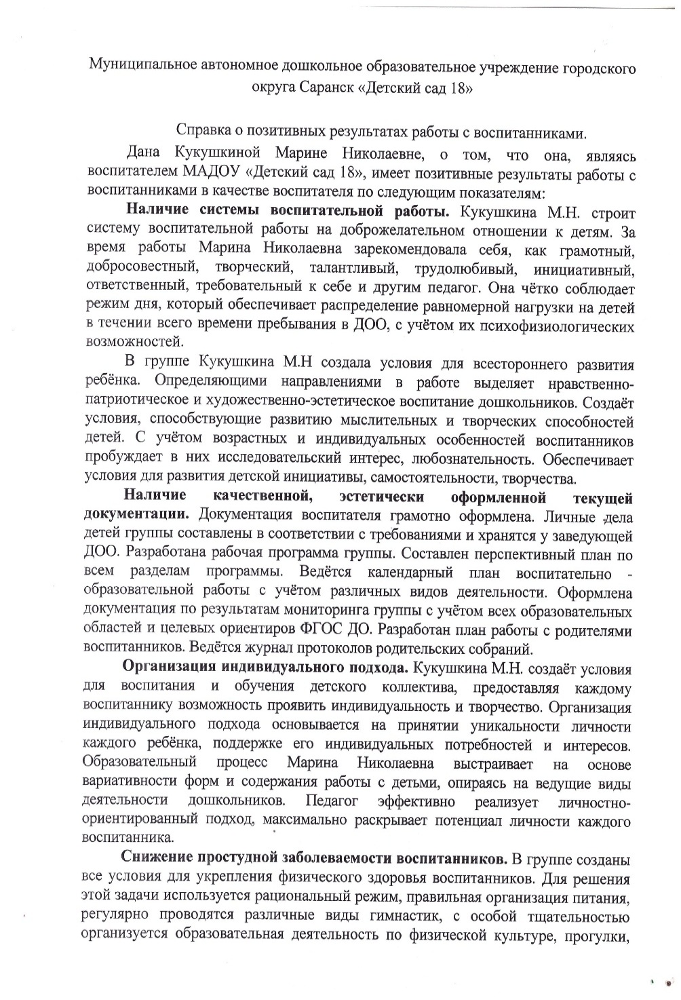 Муниципальное автономное дошкольное образовательное учреждение городского
округа Саранск «Детский сад 18»
Справка о позитивных результатах работы с воспитанниками.
Дана Кукушкиной Марине Николаевне, о том, что она, являясь
воспитателем МАДОУ «Детский сад 18», имеет позитивные результаты работы с
воспитанниками в качестве воспитателя по следующим показателям:
Наличие системы воспитательной работы. Кукушкина М.Н. строит
систему воспитательной работы на доброжелательном отношении к детям. За
время работы Марина Николаевна зарекомендовала себя, как грамотный,
добросовестный, творческий, талантливый, трудолюбивый, инициативный,
ответственный, требовательный к себе и другим педагог. Она чётко соблюдает
режим дня, который обеспечивает распределение равномерной нагрузки на детей
в течении всего времени пребывания в ДОО, с учётом их психофизиологических
возможностей.
В группе Кукушкина М.Н создала условия для всестороннего развития
ребёнка. Определяющими направлениями в работе выделяет нравственно-
патриотическое и художественно-эстетическое воспитание дошкольников. Создаёт
условия, способствующие развитию мыслительных и творческих способностей
детей. С учётом возрастных и индивидуальных особенностей воспитанников
пробуждает в них исследовательский интерес, любознательность. Обеспечивает
условия для развития детской инициативы, самостоятельности, творчества.
Наличие качественной, эстетически оформленной текущей
документации. Документация воспитателя грамотно оформлена. Личные дела
детей группы составлены в соответствии с требованиями и хранятся у заведующей
ДОО. Разработана рабочая программа группы. Составлен перспективный план по
всем разделам программы. Ведётся календарный план воспитательно -
образовательной работы с учётом различных видов деятельности. Оформлена
документация по результатам мониторинга группы с учётом всех образовательных
областей и целевых ориентиров ФГОС ДО. Разработан план работы с родителями
воспитанников. Ведётся журнал протоколов родительских собраний.
Организация индивидуального подхода. Кукушкина М.Н. создаёт условия
для воспитания и обучения детского коллектива, предоставляя каждому
воспитаннику возможность проявить индивидуальность и творчество. Организация
индивидуального подхода основывается на принятии уникальности личности
каждого ребёнка, поддержке его индивидуальных потребностей и интересов.
Образовательный процесс Марина Николаевна выстраивает на основе
вариативности форм и содержания работы с детьми, опираясь на ведущие виды
деятельности дошкольников. Педагог эффективно реализует личностно-
ориентированный подход, максимально раскрывает потенциал личности каждого
воспитанника.
Снижение простудной заболеваемости воспитанников. В группе созданы
все условия для укрепления физического здоровья воспитанников. Для решения
этой задачи используется рациональный режим, правильная организация питания,
регулярно проводятся различные виды гимнастик, с особой тщательностью
организуется образовательная деятельность по физической культуре, прогулки,